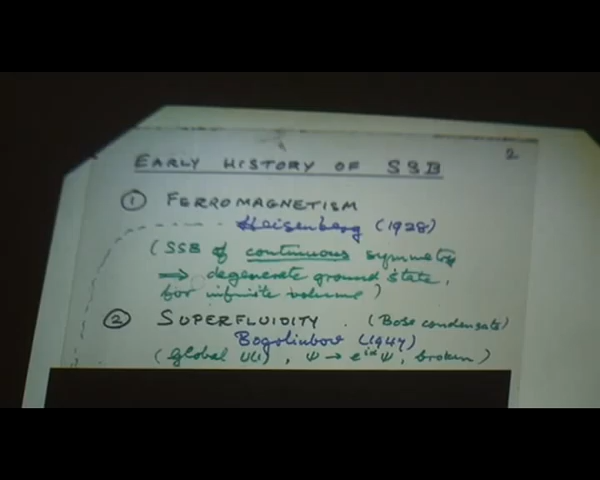 EARLY HISTORY OF SSB
2
① FERROMAGNETISM
Heisenberg (1928)
(SSB of continuous symmetry
⟹ degenerate ground state,
for infinite volume)
② SUPERFLUIDITY. (Bose condensate)
Bogoliubov (1947)
(Global U(1), ψ → e^{iα}ψ, broken)